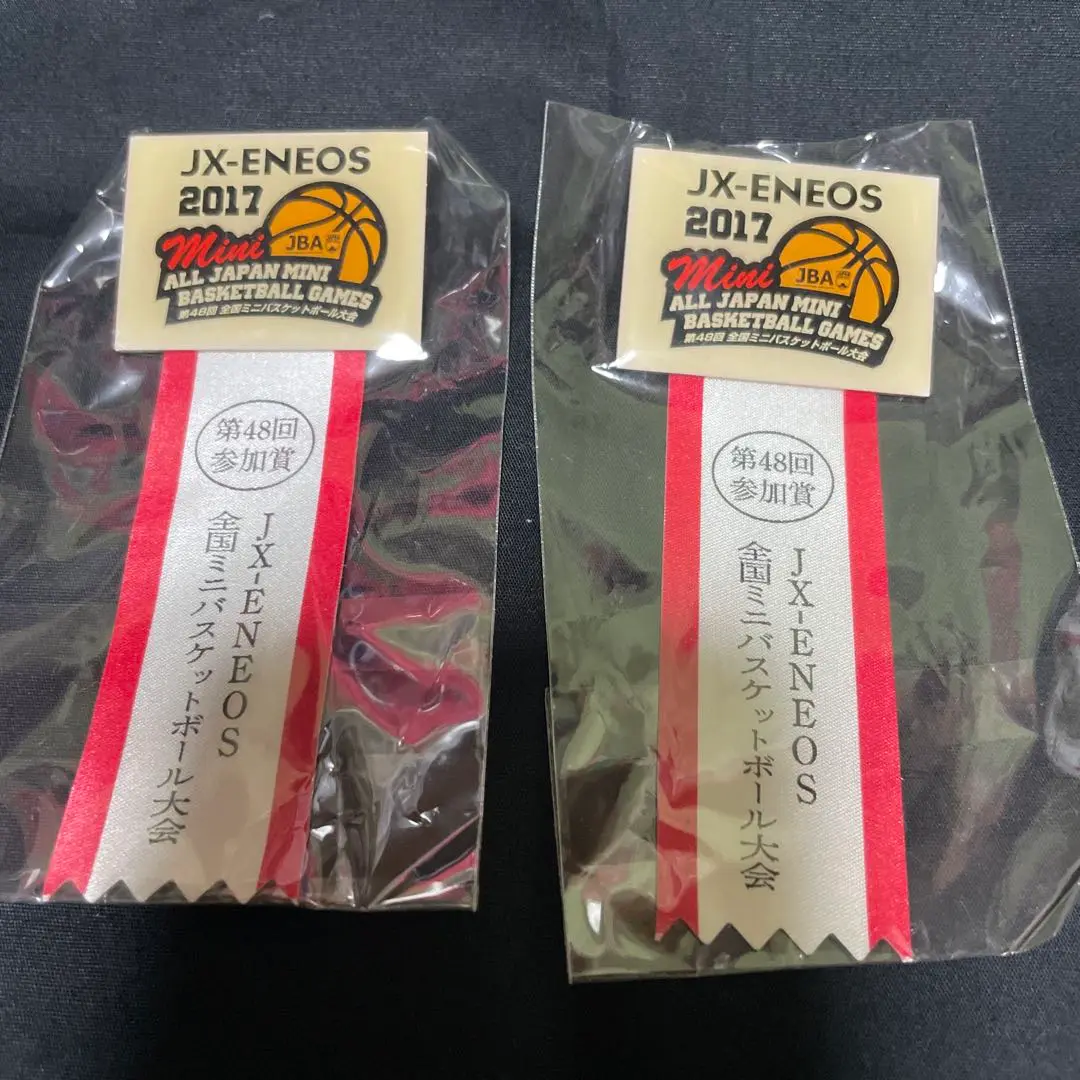 JX-ENEOS
2017
Mini
JBA
ALL JAPAN MINI
BASKETBALL GAMES
第48回 全国ミニバスケットボール大会
第48回
参加賞
JX-ENEOS
全国ミニバスケットボール大会
JX-ENEOS
2017
Mini
JBA
ALL JAPAN MINI
BASKETBALL GAMES
第48回 全国ミニバスケットボール大会
第48回
参加賞
JX-ENEOS
全国ミニバスケットボール大会